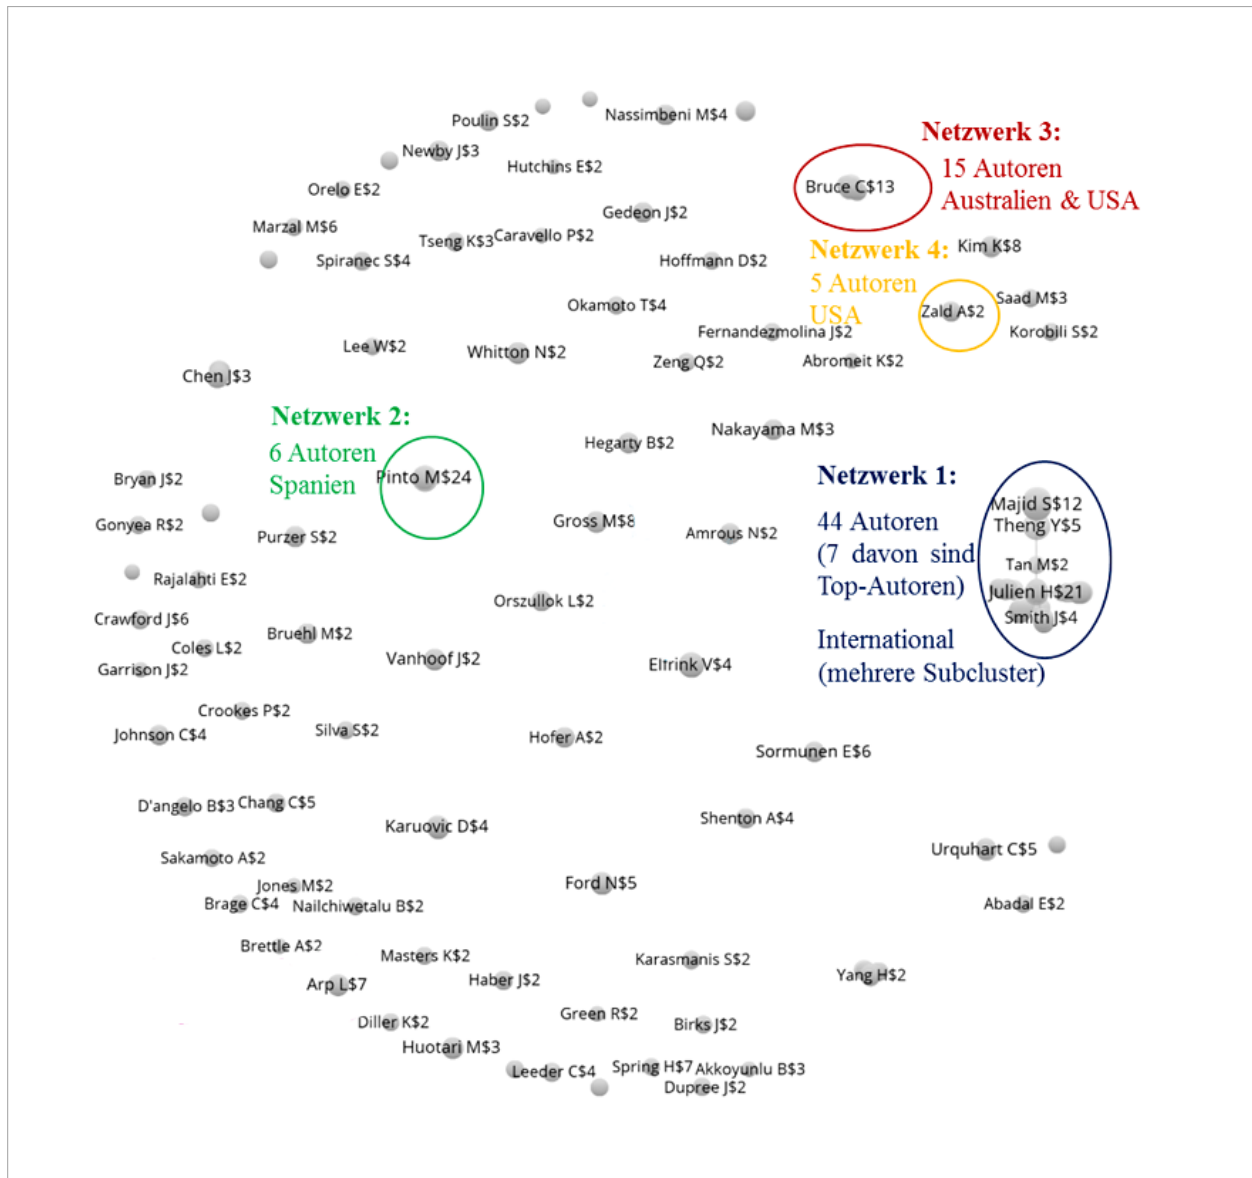 Poulin S$2
Nassimbeni M$4
Netzwerk 3:
15 Autoren
Australien & USA
Newby J$3
Hutchins E$2
Orelo E$2
Bruce C$13
Marzal M$6
Gedeon J$2
Tseng K$3
Caravello P$2
Spiranec S$4
Hoffmann D$2
Netzwerk 4:
5 Autoren
USA
Kim K$8
Okamoto T$4
Zald A$2
Saad M$3
Korobili S$2
Fernandezmolina J$2
Lee W$2
Whitton N$2
Zeng Q$2
Abromeit K$2
Chen J$3
Netzwerk 2:
6 Autoren
Spanien
Pinto M$24
Hegarty B$2
Nakayama M$3
Netzwerk 1:
44 Autoren
(7 davon sind
Top-Autoren)
International
(mehrere Subcluster)
Majid S$12
Theng Y$5
Tan M$2
Julien H$21
Smith J$4
Bryan J$2
Gonyea R$2
Purzer S$2
Gross M$8
Amrous N$2
Rajalahti E$2
Orszullok L$2
Crawford J$6
Bruehl M$2
Coles L$2
Garrison J$2
Vanhoof J$2
Eltrink V$4
Crookes P$2
Johnson C$4
Silva S$2
Hofer A$2
Sormunen E$6
D'angelo B$3
Chang C$5
Karuovic D$4
Shenton A$4
Sakamoto A$2
Urquhart C$5
Jones M$2
Ford N$5
Brage C$4
Nailchiwetalu B$2
Abadal E$2
Brettle A$2
Masters K$2
Karasmanis S$2
Arp L$7
Haber J$2
Yang H$2
Diller K$2
Green R$2
Birks J$2
Huotari M$3
Leeder C$4
Spring H$7
Akkoyunlu B$3
Dupree J$2